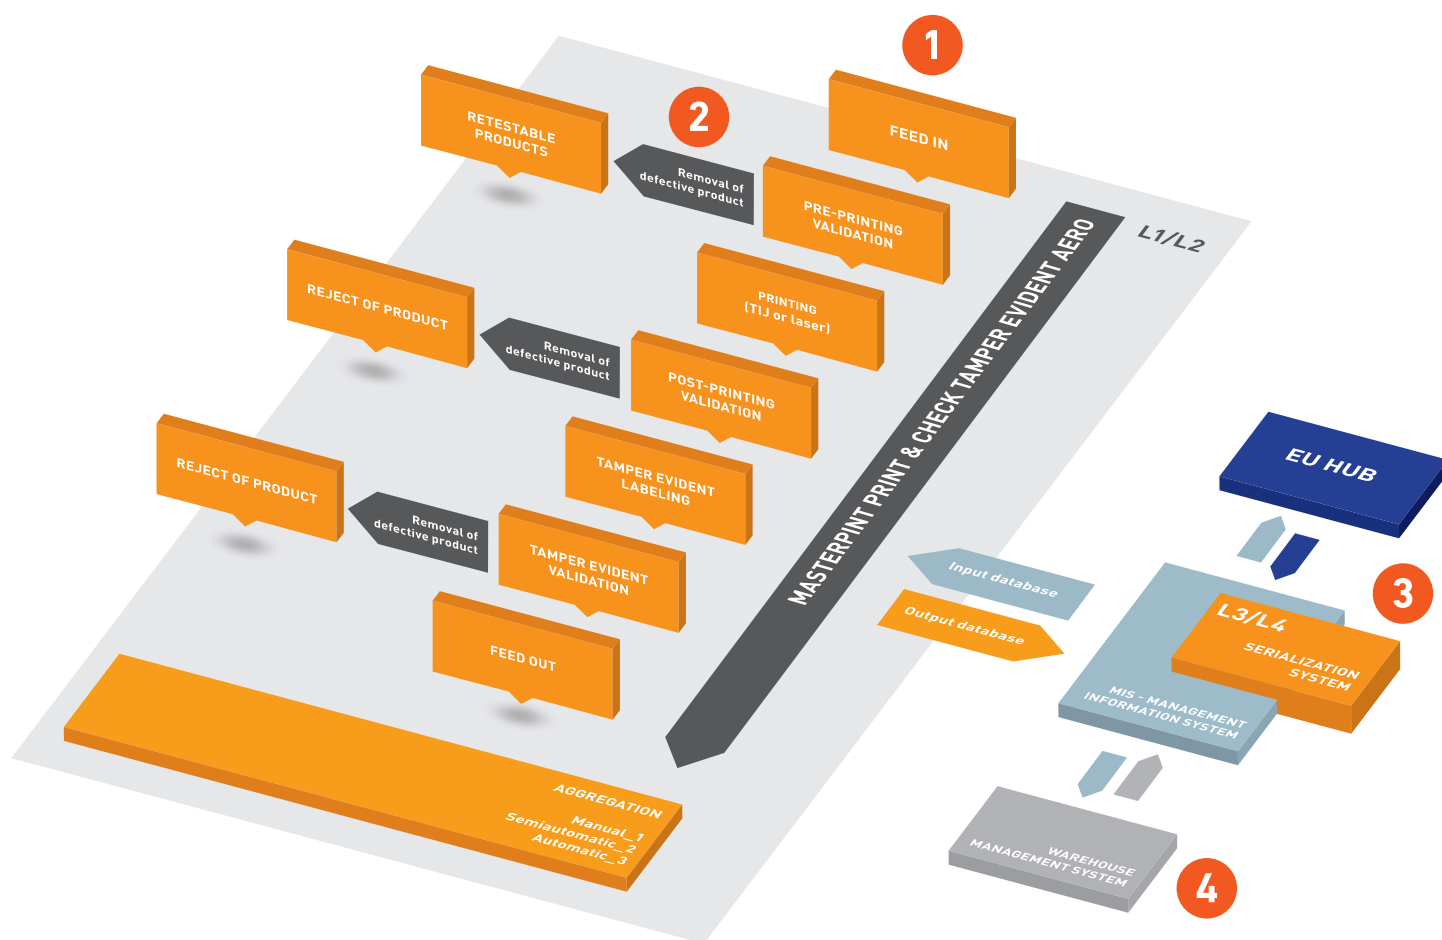 1
FEED IN
2
RETESTABLE
PRODUCTS
Removal of
defective product
PRE-PRINTING
VALIDATION
L1/L2
PRINTING
(TIJ or laser)
REJECT OF PRODUCT
Removal of
defective product
POST-PRINTING
VALIDATION
MASTERPINT PRINT & CHECK TAMPER EVIDENT AERO
TAMPER EVIDENT
LABELING
REJECT OF PRODUCT
Removal of
defective product
TAMPER EVIDENT
VALIDATION
FEED OUT
AGGREGATION
Manual_1
Semiautomatic_2
Automatic_3
EU HUB
Input database
Output database
3
L3/L4
SERIALIZATION
SYSTEM
MIS - MANAGEMENT
INFORMATION SYSTEM
WAREHOUSE
MANAGEMENT SYSTEM
4